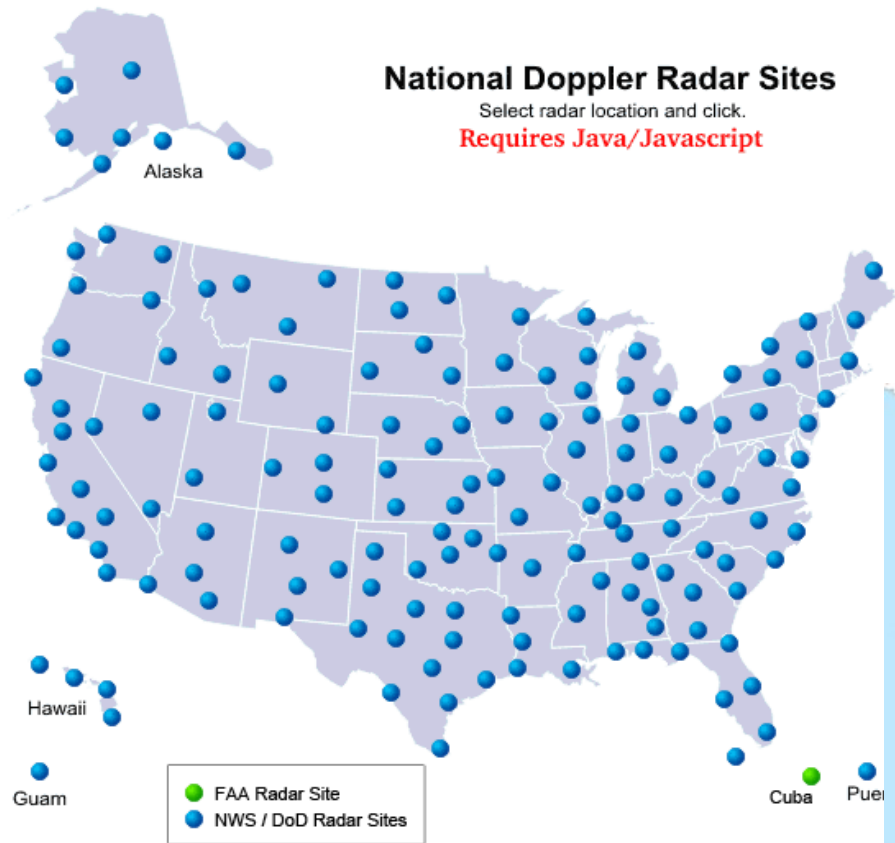 National Doppler Radar Sites
Select radar location and click.
Requires Java/Javascript
Alaska
Hawaii
Guam
FAA Radar Site
NWS / DoD Radar Sites
Cuba
Puer